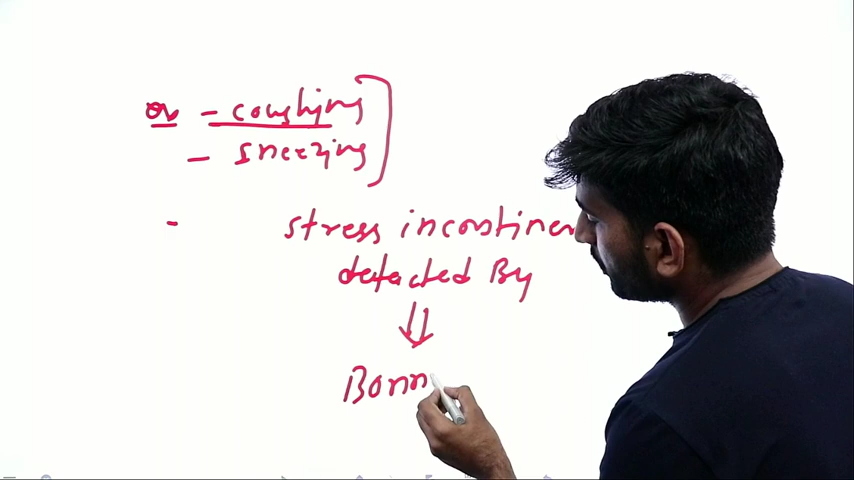 or - coughing
- sneezing
- stress incontinen
detected By
Bonn